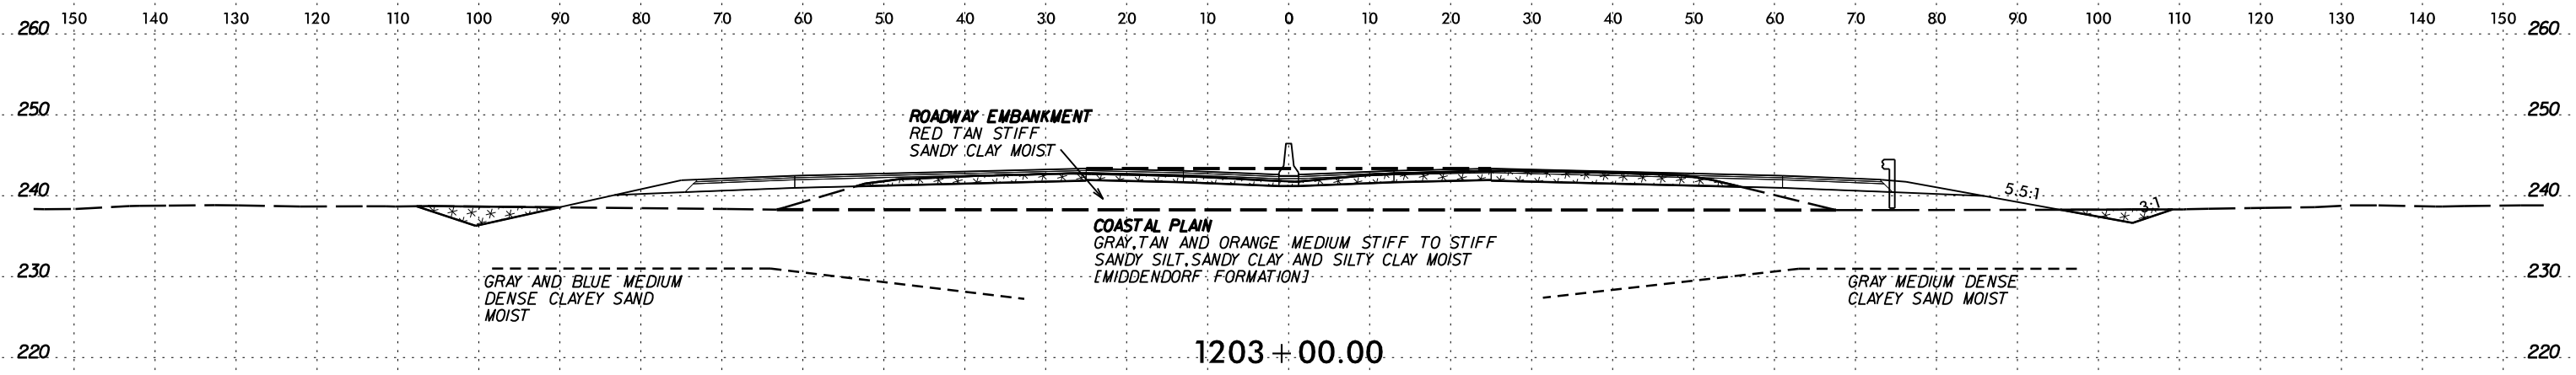 150 140 130 120 110 100 90 80 70 60 50 40 30 20 10 0 10 20 30 40 50 60 70 80 90 100 110 120 130 140 150
260 260
250 250
ROADWAY EMBANKMENT
RED TAN STIFF
SANDY CLAY MOIST
240 5.5:1 240
3:1
COASTAL PLAIN
GRAY,TAN AND ORANGE MEDIUM STIFF TO STIFF
SANDY SILT,SANDY CLAY AND SILTY CLAY MOIST
[MIDDENDORF FORMATION]
230 230
GRAY AND BLUE MEDIUM
DENSE CLAYEY SAND
MOIST
GRAY MEDIUM DENSE
CLAYEY SAND MOIST
220 1203+00.00 220